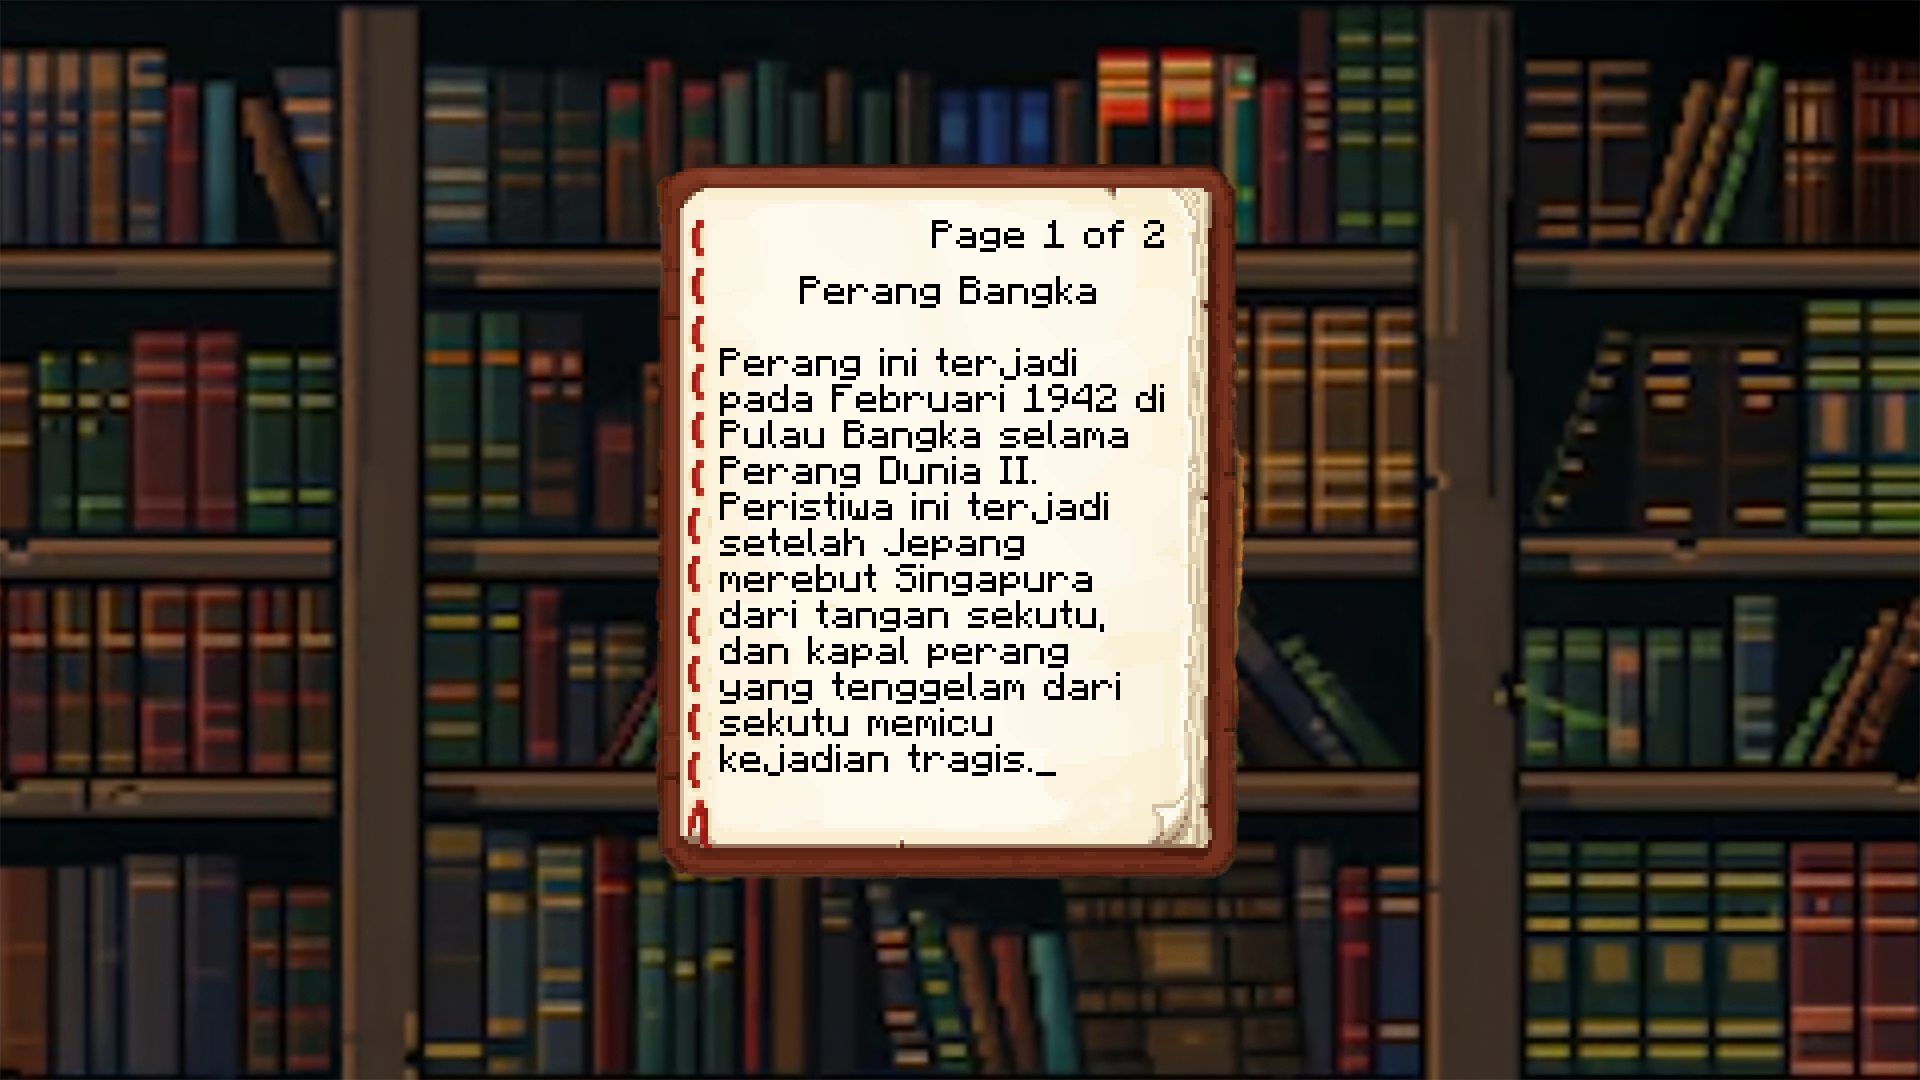 Page 1 of 2
Perang Bangka
Perang ini terjadi
pada Februari 1942 di
Pulau Bangka selama
Perang Dunia II.
Peristiwa ini terjadi
setelah Jepang
merebut Singapura
dari tangan sekutu,
dan kapal perang
yang tenggelam dari
sekutu memicu
kejadian tragis._